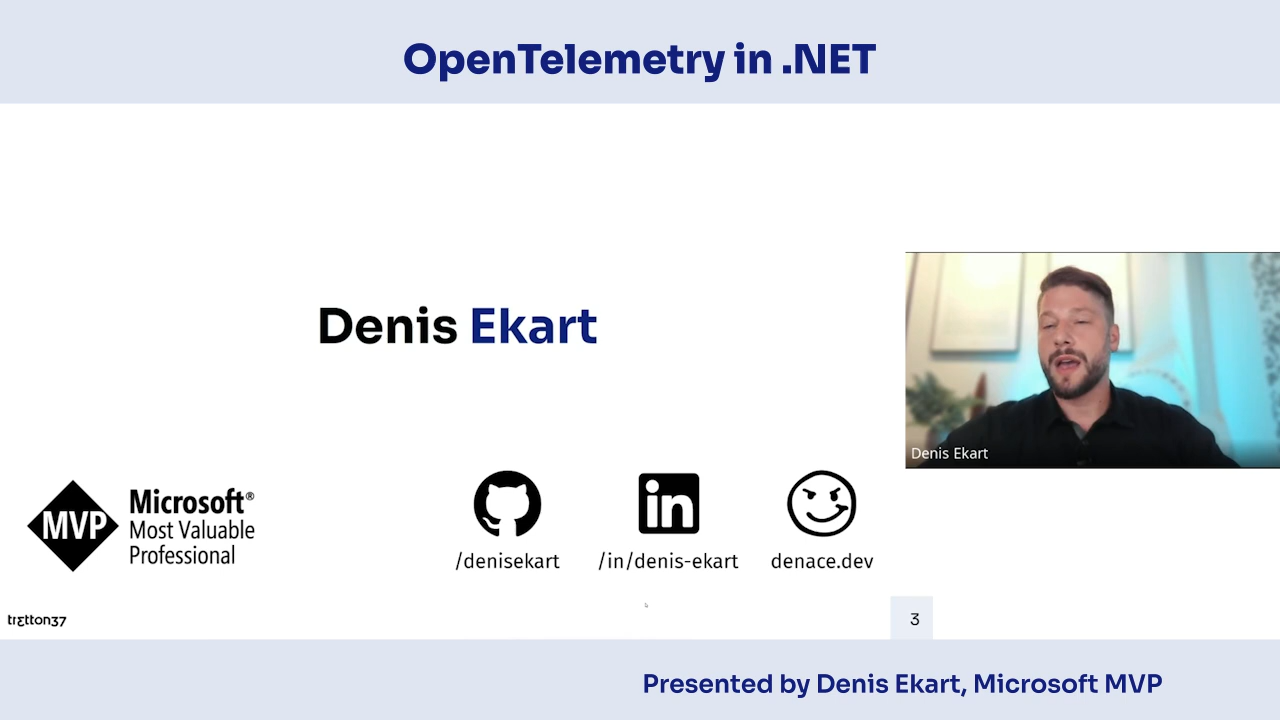 OpenTelemetry in .NET
Denis Ekart
Denis Ekart
MVP
Microsoft®
Most Valuable
Professional
in
/denisekart
/in/denis-ekart
denace.dev
tretton37
3
Presented by Denis Ekart, Microsoft MVP